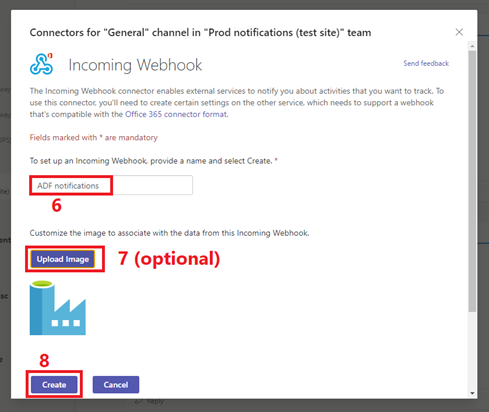 Connectors for "General" channel in "Prod notifications (test site)" team
Incoming Webhook
Send feedback
The Incoming Webhook connector enables external services to notify you about activities that you want to track. To
use this connector, you'll need to create certain settings on the other service, which needs to support a webhook
that's compatible with the Office 365 connector format.
Fields marked with * are mandatory
To set up an Incoming Webhook, provide a name and select Create. *
ADF notifications
6
Customize the image to associate with the data from this Incoming Webhook.
Upload Image
7 (optional)
8
Create
Cancel
Reply